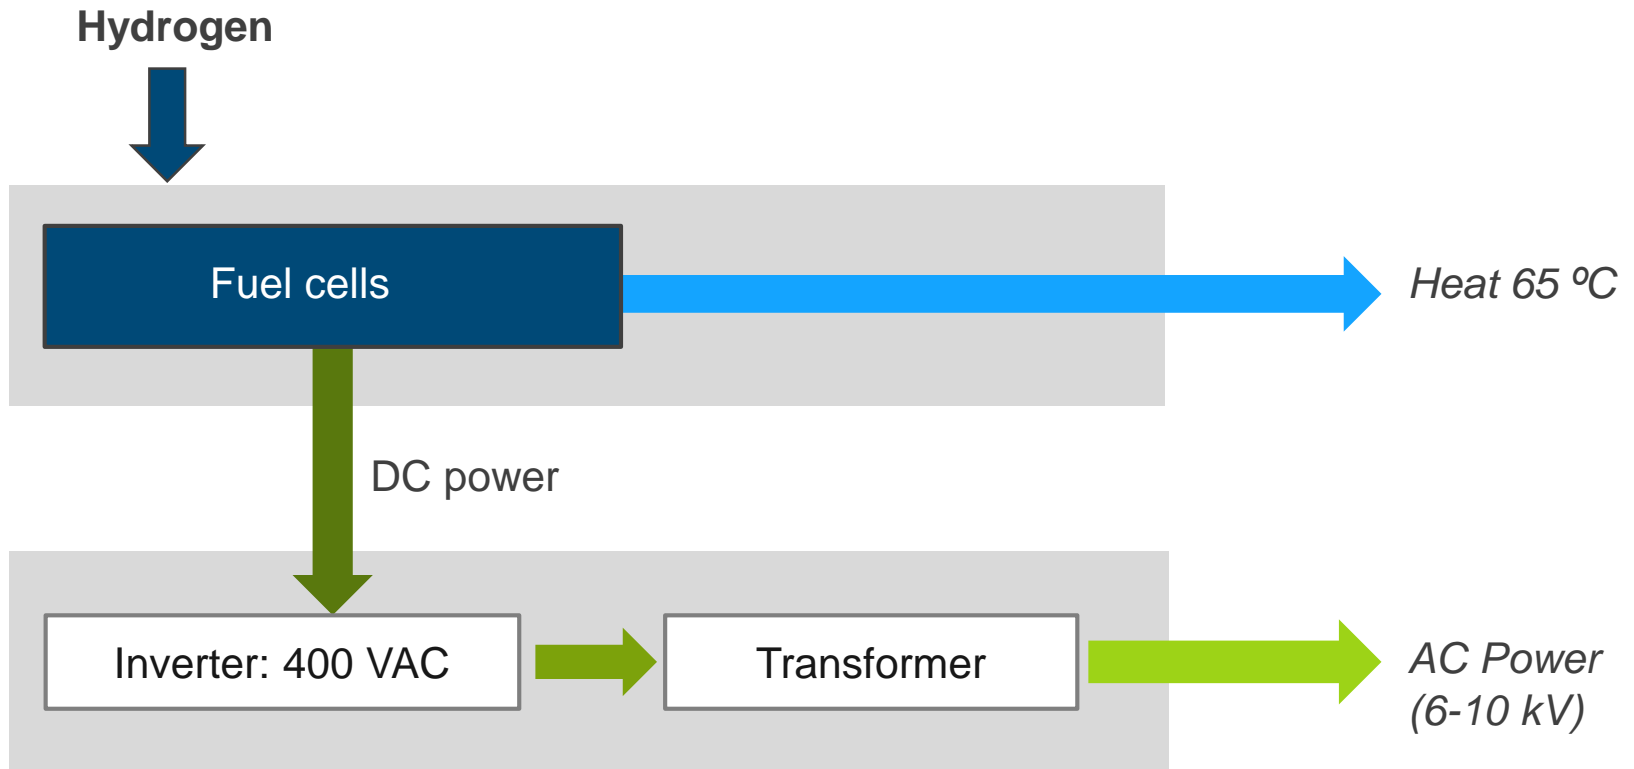 Hydrogen
Fuel cells
Heat 65 ºC
DC power
Inverter: 400 VAC
Transformer
AC Power
(6-10 kV)